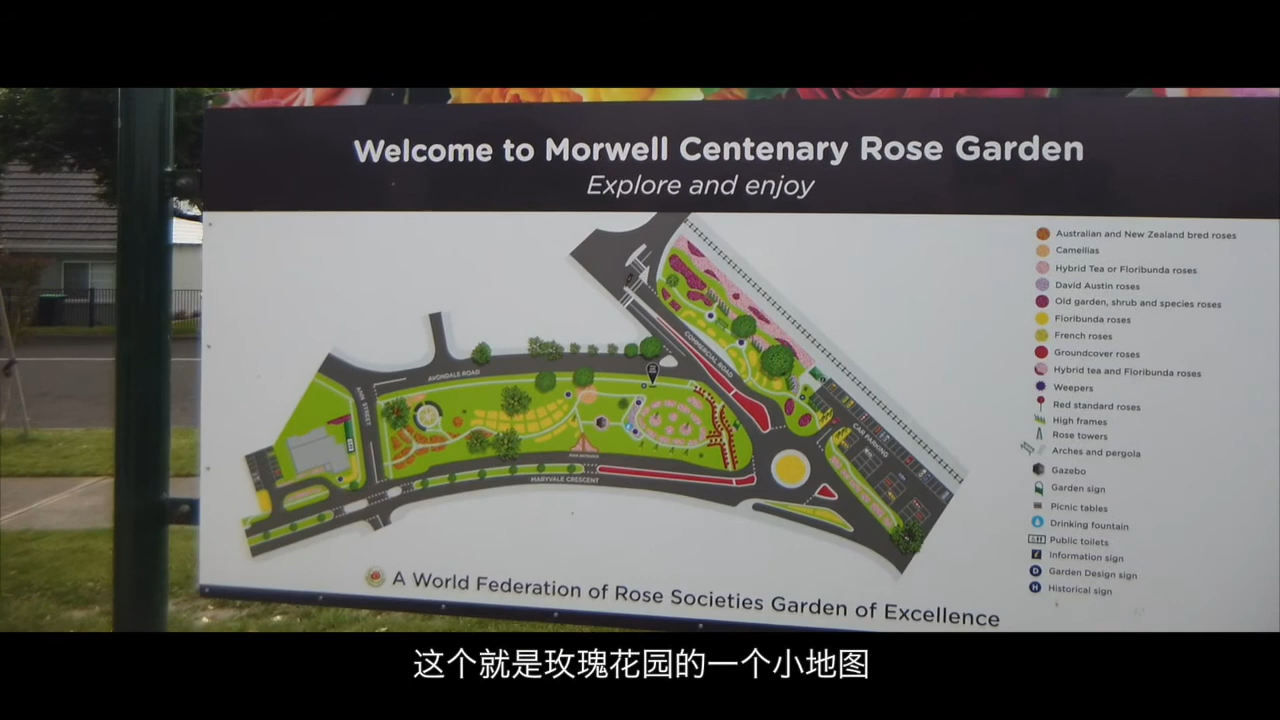 Welcome to Morwell Centenary Rose Garden
Explore and enjoy
Australian and New Zealand bred roses
Camellias
Hybrid Tea or Floribunda roses
David Austin roses
Old garden, shrub and species roses
Floribunda roses
French roses
Groundcover roses
Hybrid tea and Floribunda roses
Weepers
Red standard roses
High frames
Rose towers
Arches and pergola
Gazebo
Garden sign
Picnic tables
Drinking fountain
Public toilets
Information sign
D Garden Design sign
H Historical sign
COMMERCIAL ROAD
AVONDALE ROAD
ANN STREET
CAR PARKING
MARYVALE CRESCENT
A World Federation of Rose Societies Garden of Excellence
这个就是玫瑰花园的一个小地图